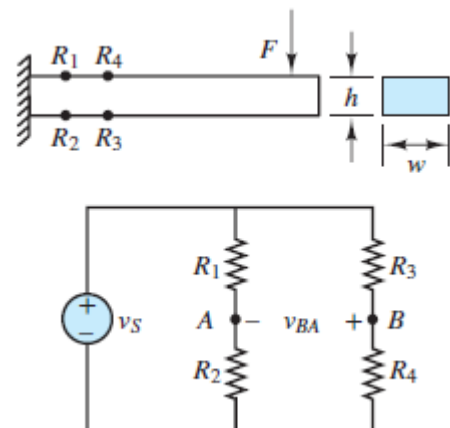 R1 R4 F
h
R2 R3
w
R1 R3
+ vS A − vBA + B
−
R2 R4